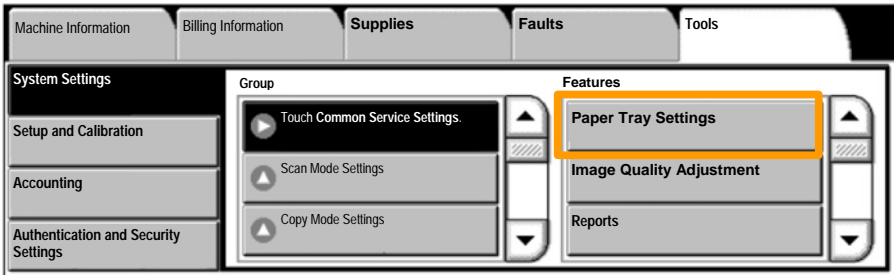 Machine Information
Billing Information
Supplies
Faults
Tools
System Settings
Group
Features
Touch Common Service Settings.
Paper Tray Settings
Setup and Calibration
Scan Mode Settings
Image Quality Adjustment
Accounting
Copy Mode Settings
Reports
Authentication and Security
Settings